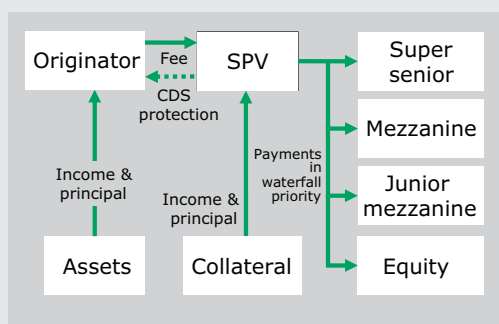 Originator
Fee
SPV
CDS
protection
Super
senior
Mezzanine
Payments
in
waterfall
priority
Income &
principal
Income &
principal
Junior
mezzanine
Assets
Collateral
Equity